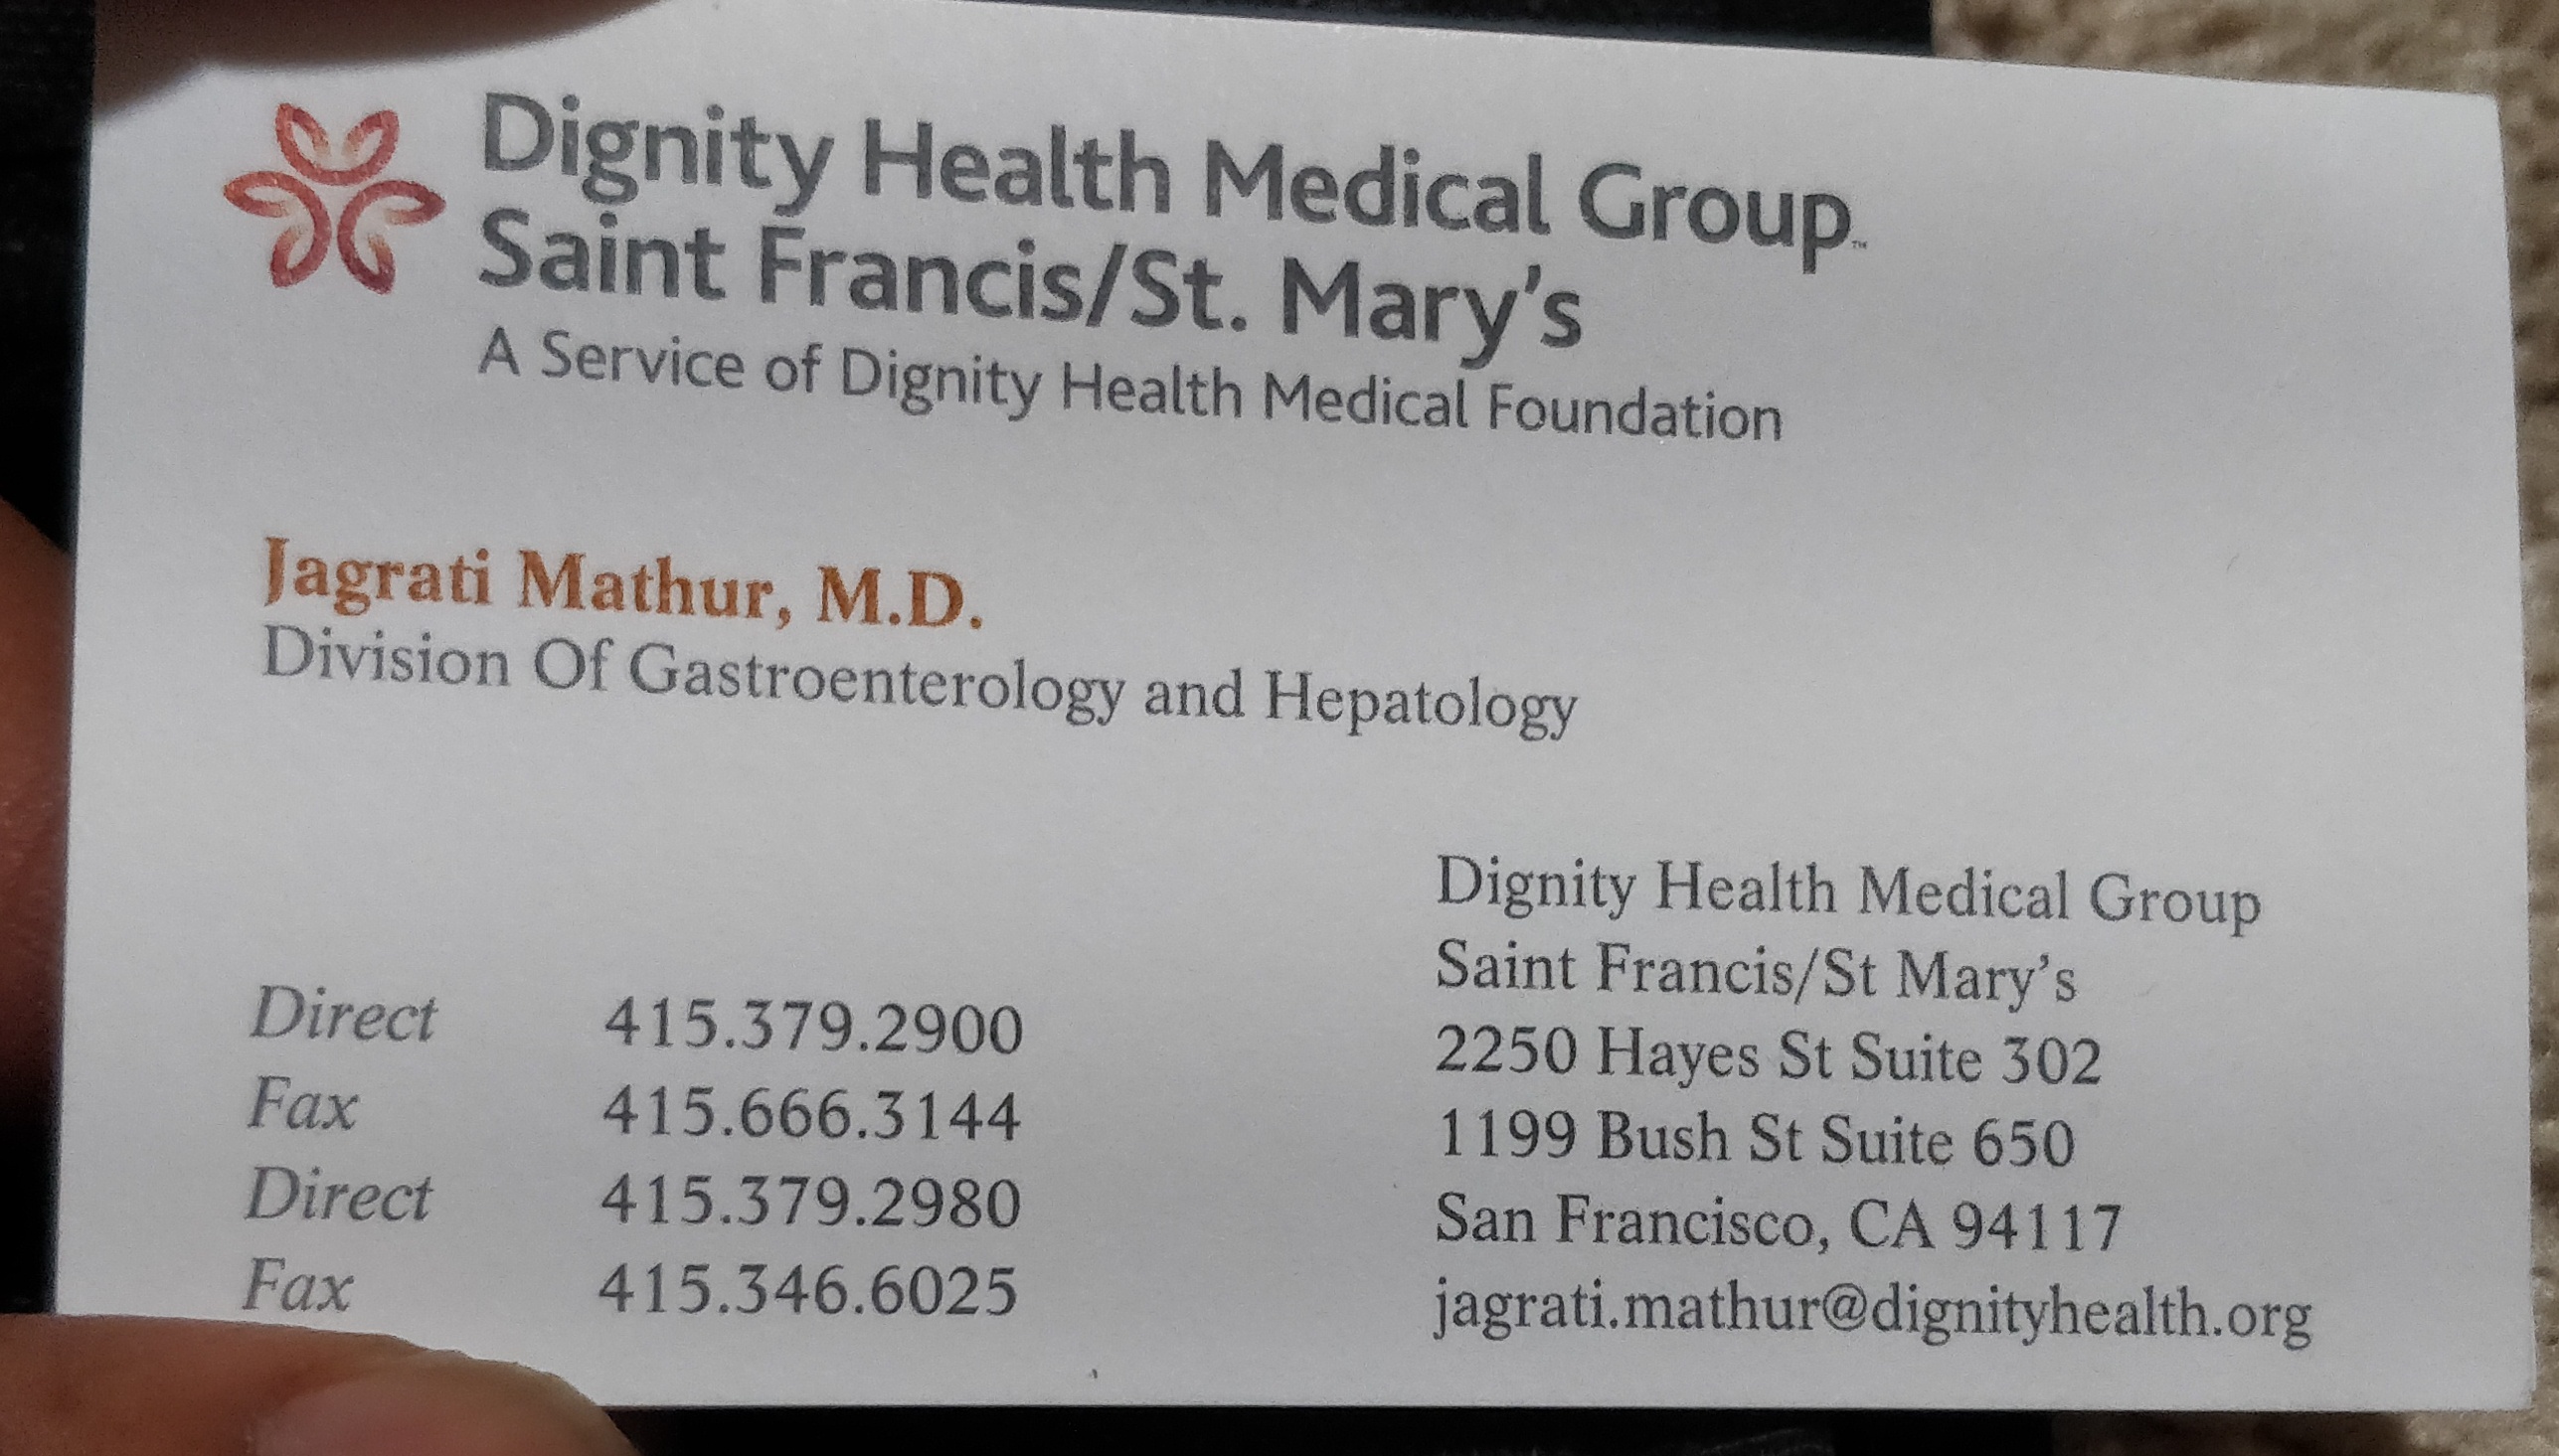 Dignity Health Medical Group™
Saint Francis/St. Mary's
A Service of Dignity Health Medical Foundation
Jagrati Mathur, M.D.
Division Of Gastroenterology and Hepatology
Direct 415.379.2900
Fax 415.666.3144
Direct 415.379.2980
Fax 415.346.6025
Dignity Health Medical Group
Saint Francis/St Mary's
2250 Hayes St Suite 302
1199 Bush St Suite 650
San Francisco, CA 94117
jagrati.mathur@dignityhealth.org